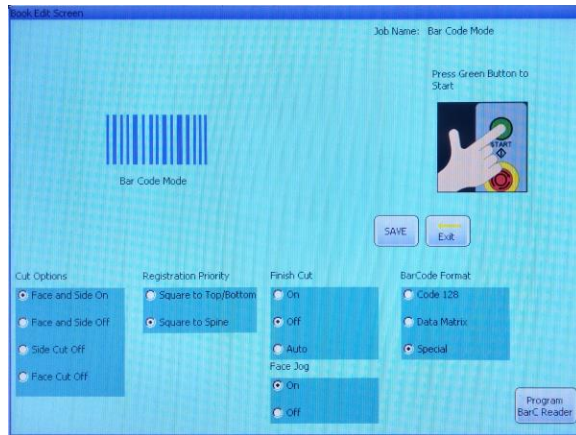 Book Edit Screen
Job Name: Bar Code Mode
Press Green Button to
Start
START
Bar Code Mode
SAVE
Exit
Cut Options
Face and Side On
Face and Side Off
Side Cut Off
Face Cut Off
Registration Priority
Square to Top/Bottom
Square to Spine
Finish Cut
On
Off
Auto
Face Jog
On
Off
BarCode Format
Code 128
Data Matrix
Special
Program
BarC Reader